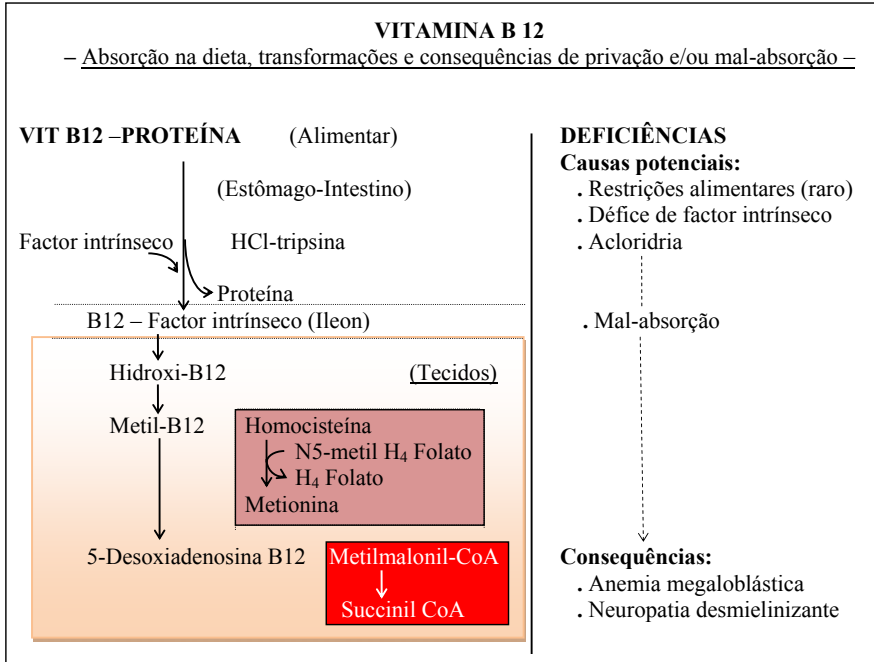 VITAMINA B 12
– Absorção na dieta, transformações e consequências de privação e/ou mal-absorção –
VIT B12 –PROTEÍNA (Alimentar)
(Estômago-Intestino)
Factor intrínseco HCl-tripsina
Proteína
B12 – Factor intrínseco (Ileon)
Hidroxi-B12 (Tecidos)
Metil-B12 Homocisteína
N5-metil H₄ Folato
H₄ Folato
Metionina
5-Desoxiadenosina B12 Metilmalonil-CoA
Succinil CoA
DEFICIÊNCIAS
Causas potenciais:
. Restrições alimentares (raro)
. Défice de factor intrínseco
. Acloridria
. Mal-absorção
Consequências:
. Anemia megaloblástica
. Neuropatia desmielinizante